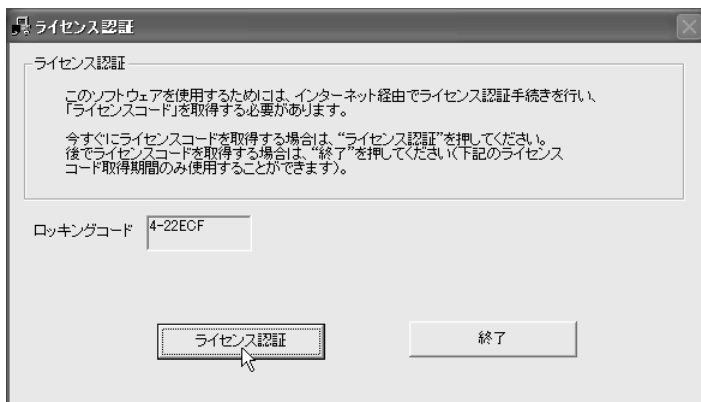 ライセンス認証
ライセンス認証
このソフトウェアを使用するためには、インターネット経由でライセンス認証手続きを行い、
「ライセンスコード」を取得する必要があります。
今すぐにライセンスコードを取得する場合は、“ライセンス認証”を押してください。
後でライセンスコードを取得する場合は、“終了”を押してください(下記のライセンス
コード取得期間のみ使用することができます)。
ロッキングコード 4-22ECF
ライセンス認証 終了